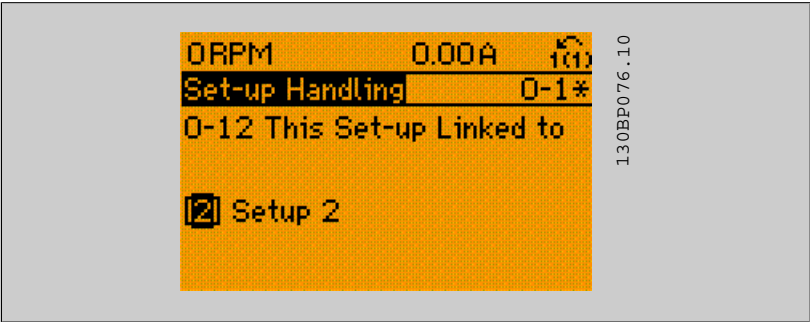 0RPM 0.00A 1(1)
Set-up Handling 0-1*
0-12 This Set-up Linked to
[2] Setup 2
130BP076.10